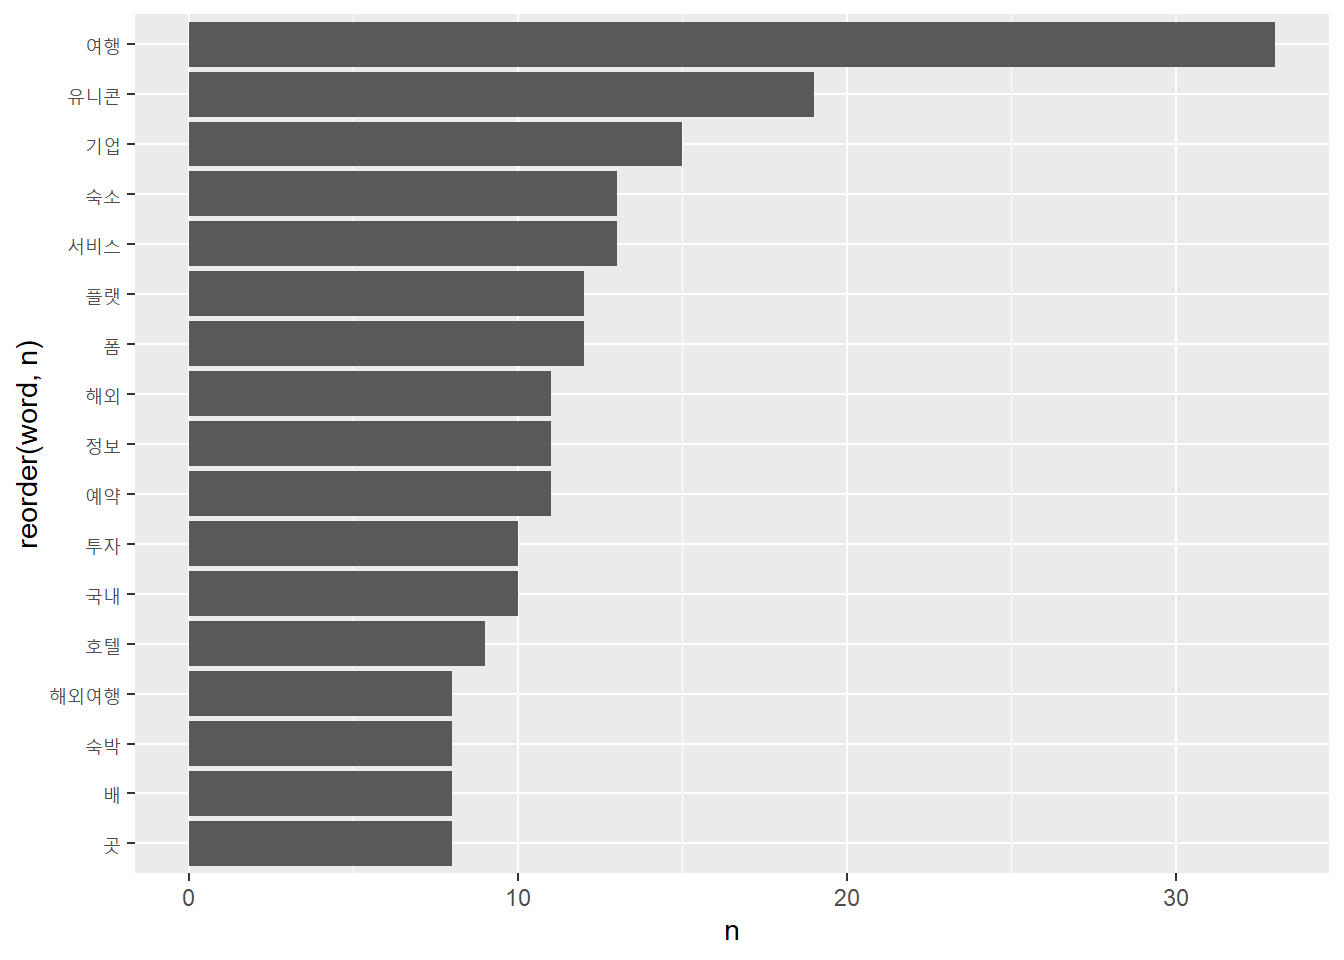 여행
유니콘
기업
숙소
서비스
플랫
폼
해외
정보
예약
투자
국내
호텔
해외여행
숙박
배
곳
reorder(word, n)
0 10 20 30
n